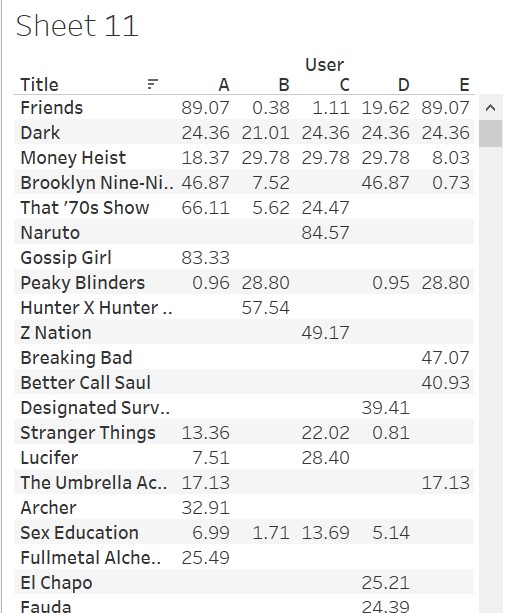 Sheet 11
User
Title A B C D E
Friends 89.07 0.38 1.11 19.62 89.07
Dark 24.36 21.01 24.36 24.36 24.36
Money Heist 18.37 29.78 29.78 29.78 8.03
Brooklyn Nine-Ni.. 46.87 7.52 46.87 0.73
That '70s Show 66.11 5.62 24.47
Naruto 84.57
Gossip Girl 83.33
Peaky Blinders 0.96 28.80 0.95 28.80
Hunter X Hunter .. 57.54
Z Nation 49.17
Breaking Bad 47.07
Better Call Saul 40.93
Designated Surv.. 39.41
Stranger Things 13.36 22.02 0.81
Lucifer 7.51 28.40
The Umbrella Ac.. 17.13 17.13
Archer 32.91
Sex Education 6.99 1.71 13.69 5.14
Fullmetal Alche.. 25.49
El Chapo 25.21
Fauda 24.39